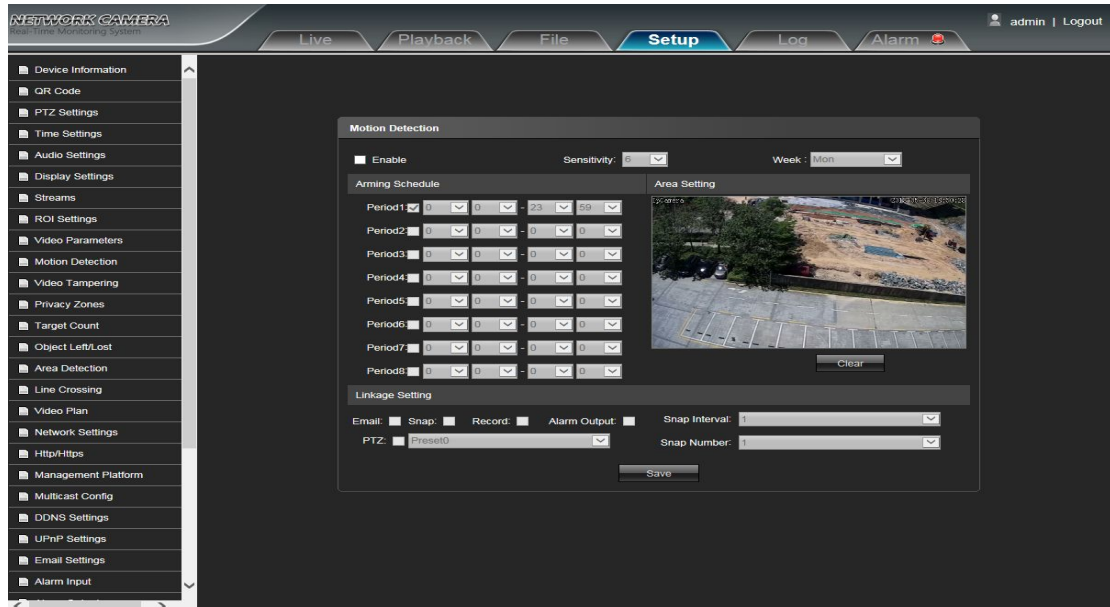 NETWORK CAMERA
Real-Time Monitoring System
Live Playback File Setup Log Alarm
admin | Logout
Device Information
QR Code
PTZ Settings
Time Settings
Audio Settings
Display Settings
Streams
ROI Settings
Video Parameters
Motion Detection
Video Tampering
Privacy Zones
Target Count
Object Left/Lost
Area Detection
Line Crossing
Video Plan
Network Settings
Http/Https
Management Platform
Multicast Config
DDNS Settings
UPnP Settings
Email Settings
Alarm Input
Motion Detection
Enable Sensitivity: 6 Week : Mon
Arming Schedule Area Setting
Period1: 0 0 - 23 59
Period2: 0 0 - 0 0
Period3: 0 0 - 0 0
Period4: 0 0 - 0 0
Period5: 0 0 - 0 0
Period6: 0 0 - 0 0
Period7: 0 0 - 0 0
Period8: 0 0 - 0 0
Clear
Linkage Setting
Email: Snap: Record: Alarm Output: Snap Interval: 1
PTZ: Preset0 Snap Number: 1
Save